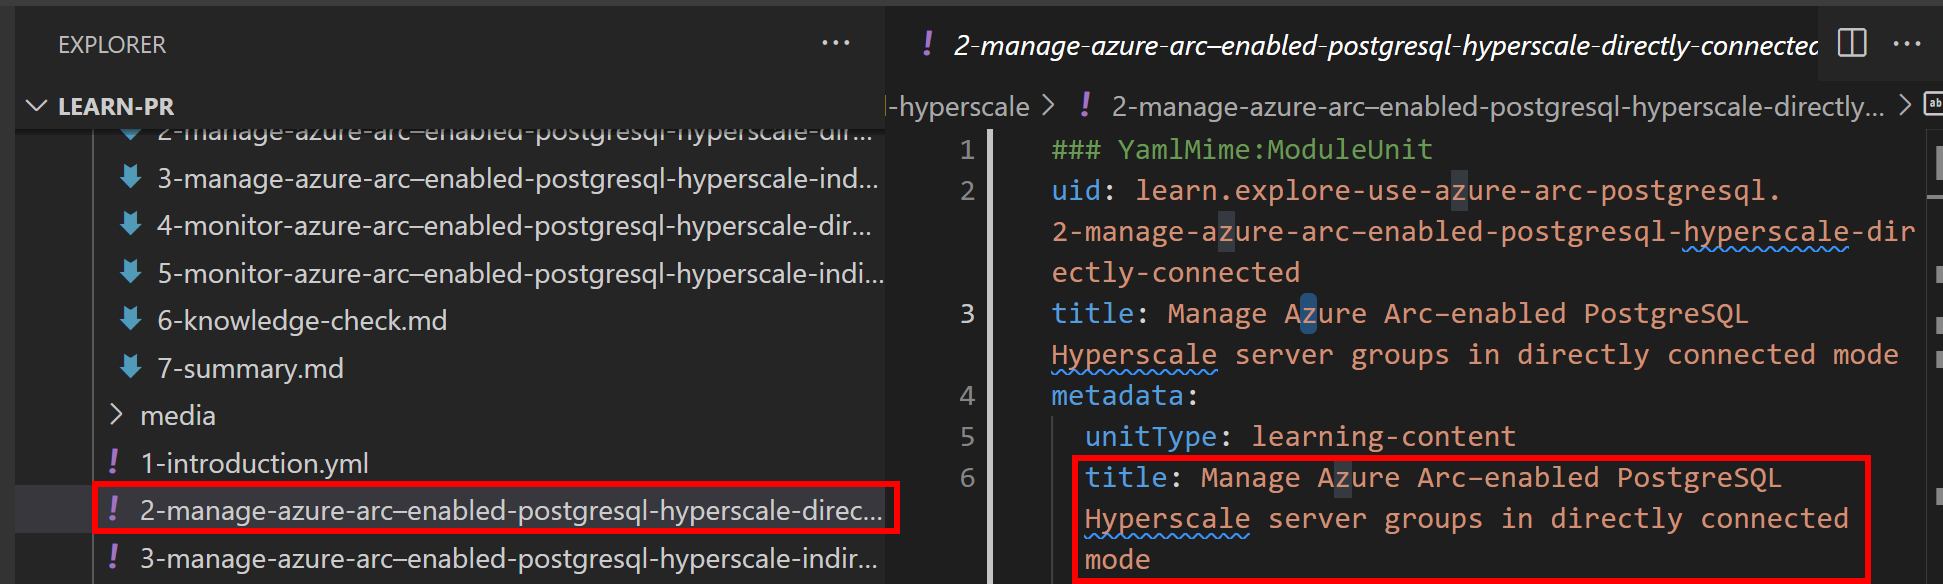 EXPLORER
LEARN-PR
2-manage-azure-arc–enabled-postgresql-hyperscale-dir...
3-manage-azure-arc–enabled-postgresql-hyperscale-ind...
4-monitor-azure-arc–enabled-postgresql-hyperscale-dir...
5-monitor-azure-arc–enabled-postgresql-hyperscale-indi...
6-knowledge-check.md
7-summary.md
media
1-introduction.yml
2-manage-azure-arc–enabled-postgresql-hyperscale-direc...
3-manage-azure-arc–enabled-postgresql-hyperscale-indir...
2-manage-azure-arc–enabled-postgresql-hyperscale-directly-connected
-hyperscale > ! 2-manage-azure-arc–enabled-postgresql-hyperscale-directly... > ab
1 ### YamlMime:ModuleUnit
2 uid: learn.explore-use-azure-arc-postgresql.
2-manage-azure-arc–enabled-postgresql-hyperscale-dir
ectly-connected
3 title: Manage Azure Arc–enabled PostgreSQL
Hyperscale server groups in directly connected mode
4 metadata:
5 unitType: learning-content
6 title: Manage Azure Arc–enabled PostgreSQL
Hyperscale server groups in directly connected
mode